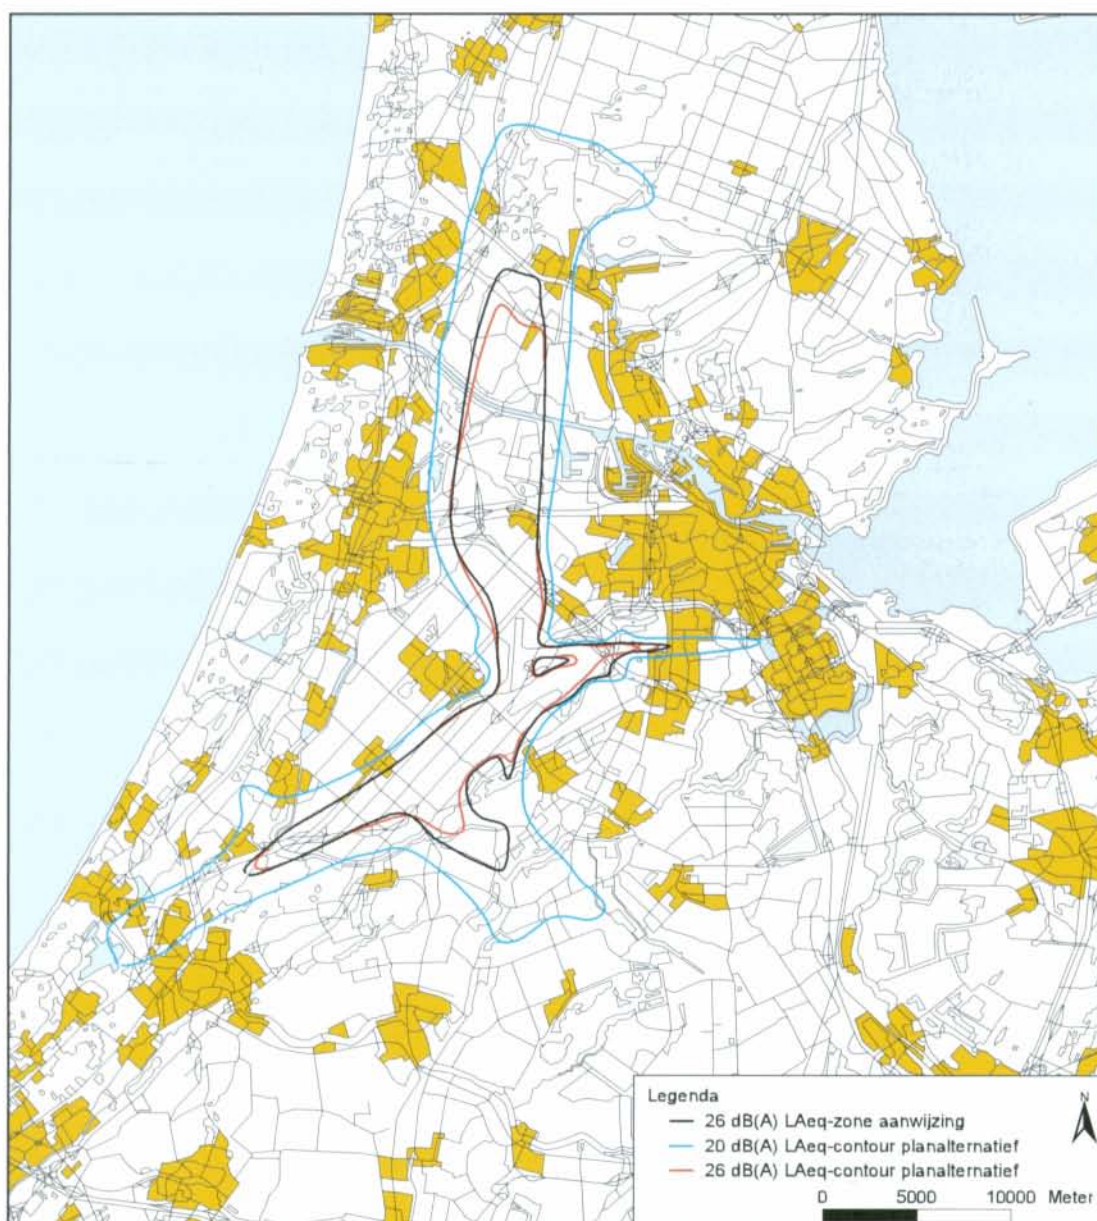 Legenda
26 dB(A) LAeq-zone aanwijzing
20 dB(A) LAeq-contour planalternatief
26 dB(A) LAeq-contour planalternatief
N
0 5000 10000 Meter